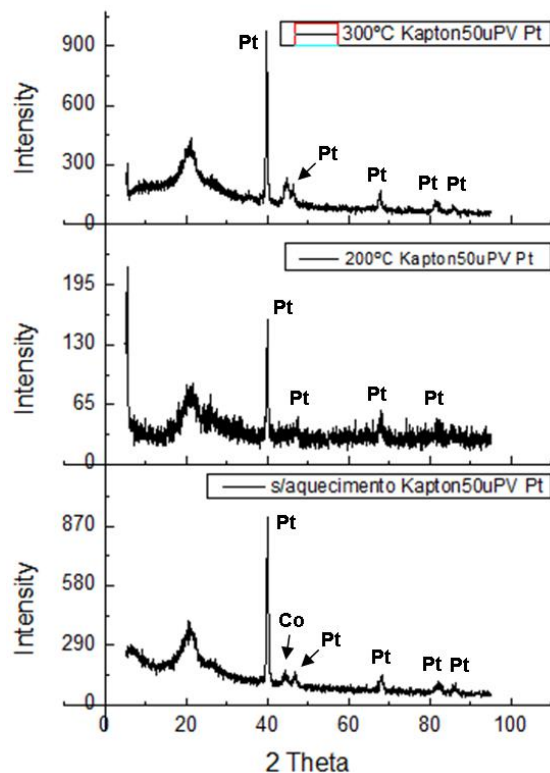 300ºC Kapton50uPV Pt
900
600
300
0
Intensity
Pt
Pt
Pt
Pt
Pt
200ºC Kapton50uPV Pt
195
130
65
0
Intensity
Pt
Pt
Pt
Pt
s/aquecimento Kapton50uPV Pt
870
580
290
0
Intensity
Pt
Co
Pt
Pt
Pt
Pt
0
20
40
60
80
100
2 Theta